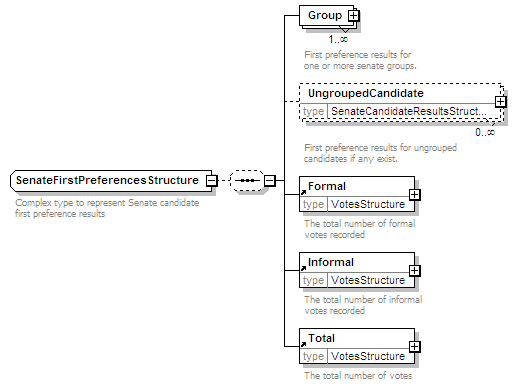 Group
1..∞
First preference results for
one or more senate groups.
UngroupedCandidate
type SenateCandidateResultsStruct...
0..∞
First preference results for ungrouped
candidates if any exist.
SenateFirstPreferencesStructure
Complex type to represent Senate candidate
first preference results
Formal
type VotesStructure
The total number of formal
votes recorded
Informal
type VotesStructure
The total number of informal
votes recorded
Total
type VotesStructure
The total number of votes